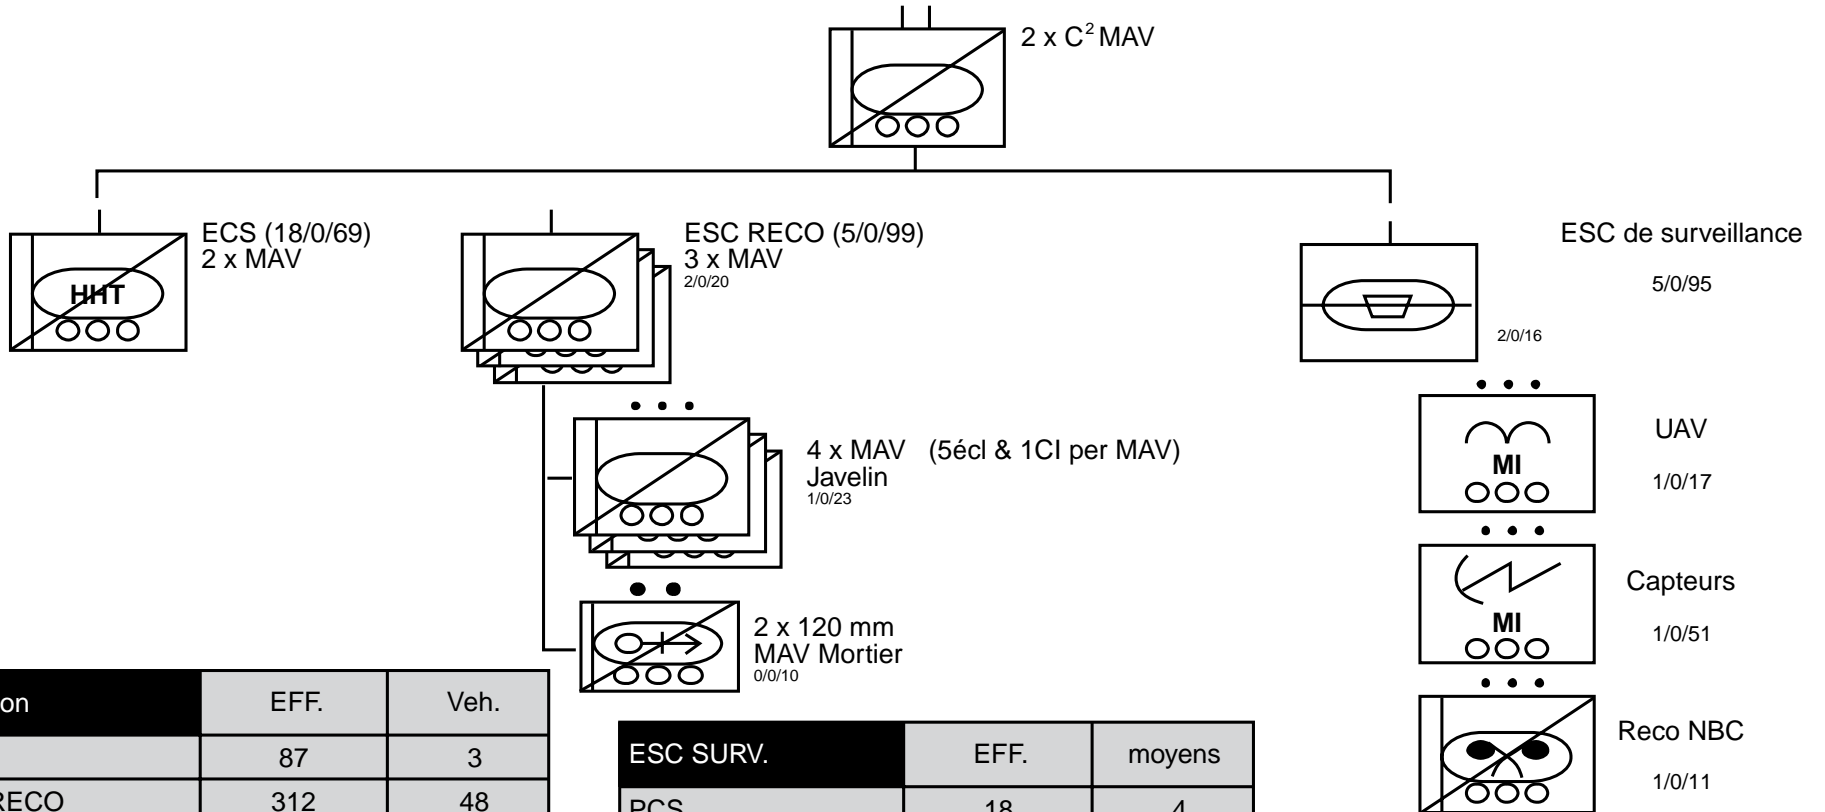 2 x C² MAV
ECS (18/0/69)
2 x MAV
HHT
ESC RECO (5/0/99)
3 x MAV
2/0/20
ESC de surveillance
5/0/95
2/0/16
4 x MAV (5écl & 1CI per MAV)
Javelin
1/0/23
2 x 120 mm
MAV Mortier
0/0/10
UAV
MI
1/0/17
Capteurs
MI
1/0/51
Reco NBC
1/0/11
on EFF. Veh.
87 3
RECO 312 48
ESC SURV. EFF. moyens
PCS 18 4